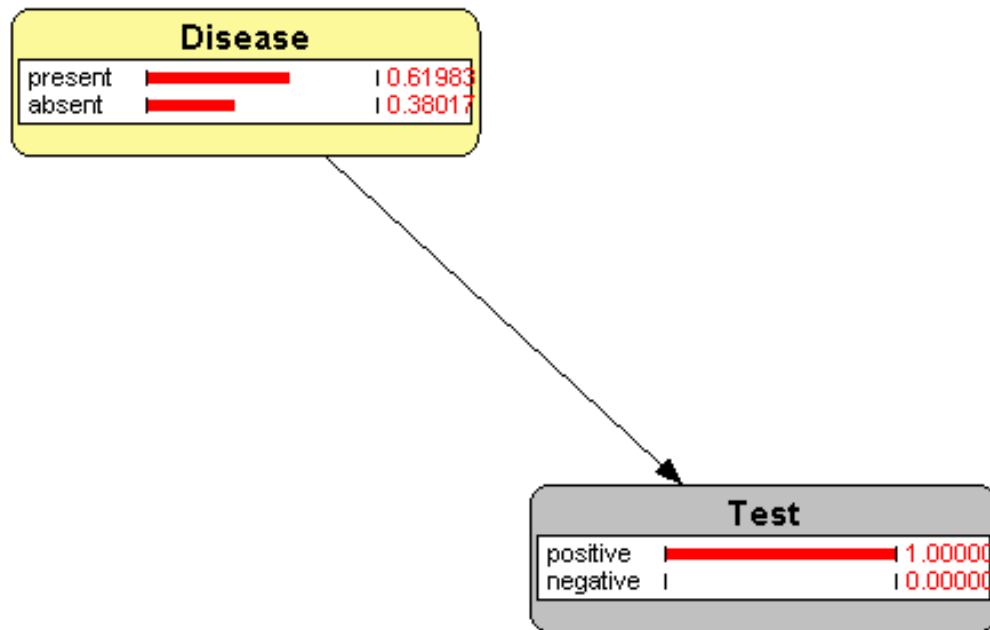 Disease
present 0.61983
absent 0.38017
Test
positive 1.00000
negative 0.00000